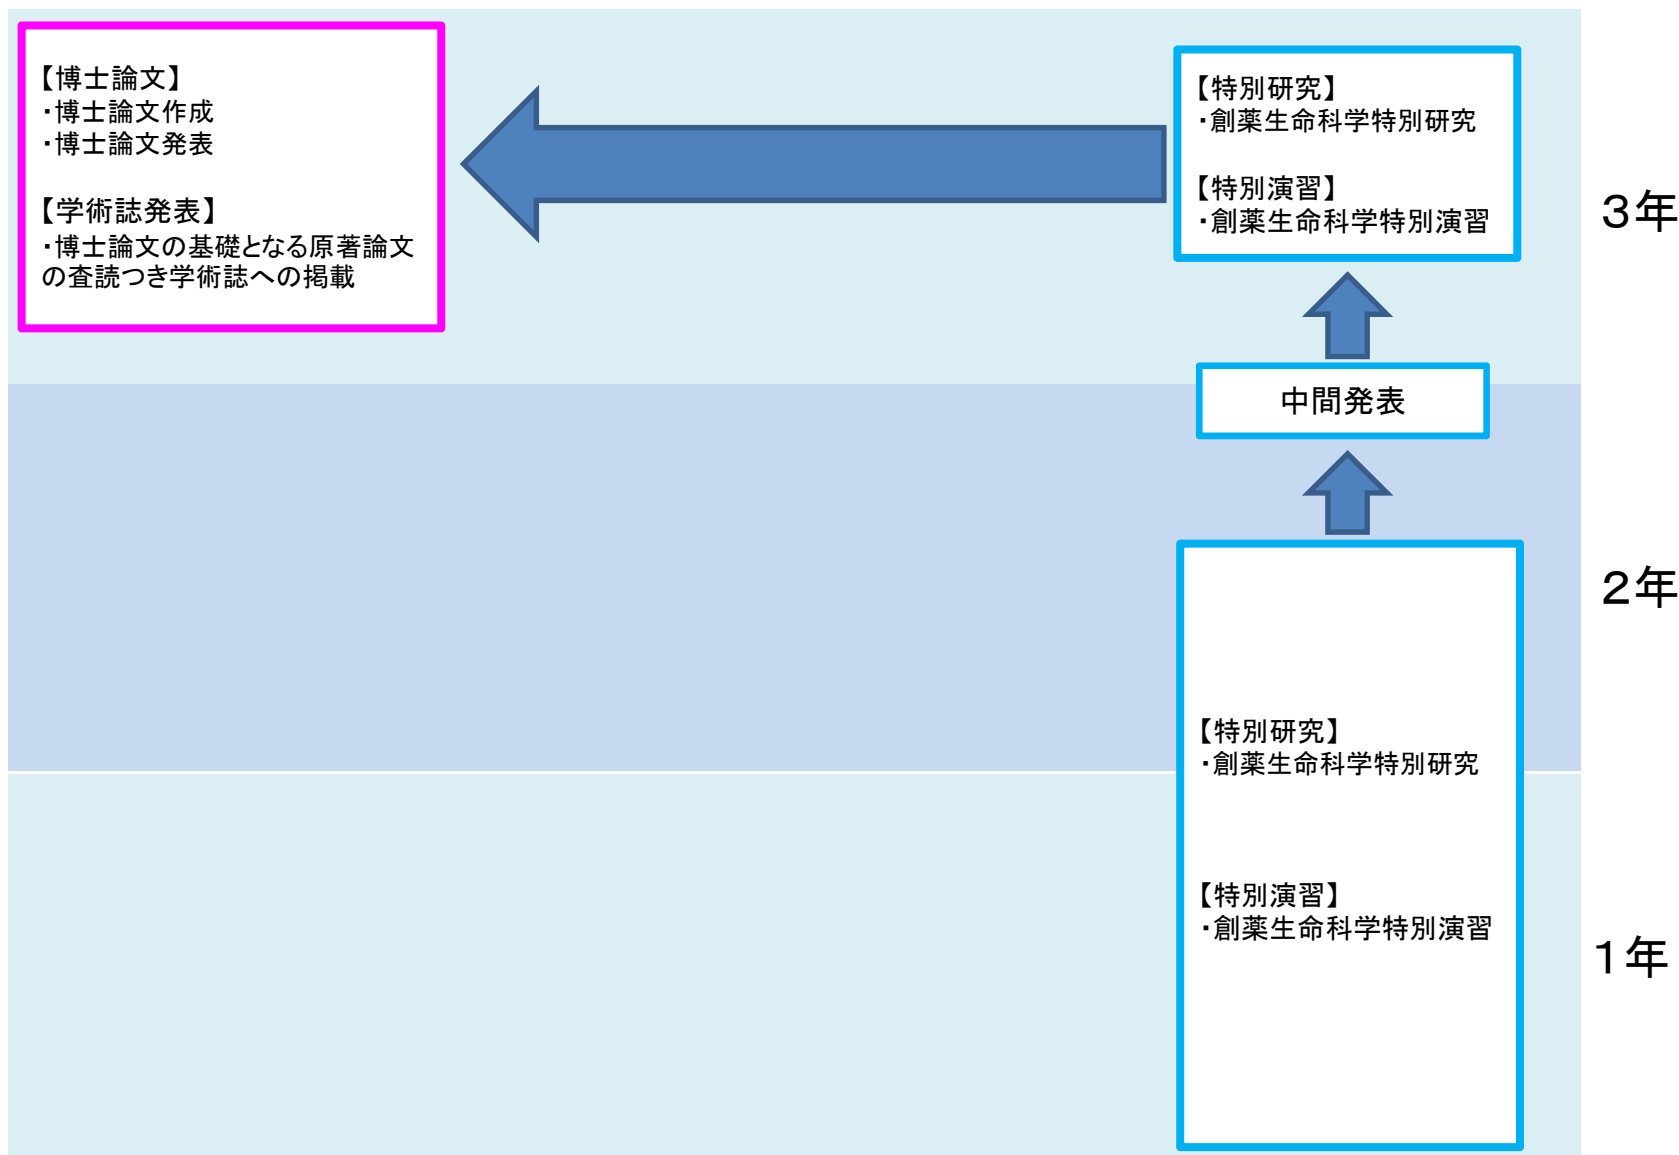 【博士論文】
・博士論文作成
・博士論文発表
【学術誌発表】
・博士論文の基礎となる原著論文
の査読つき学術誌への掲載
【特別研究】
・創薬生命科学特別研究
【特別演習】
・創薬生命科学特別演習
３年
中間発表
２年
【特別研究】
・創薬生命科学特別研究
【特別演習】
・創薬生命科学特別演習
１年